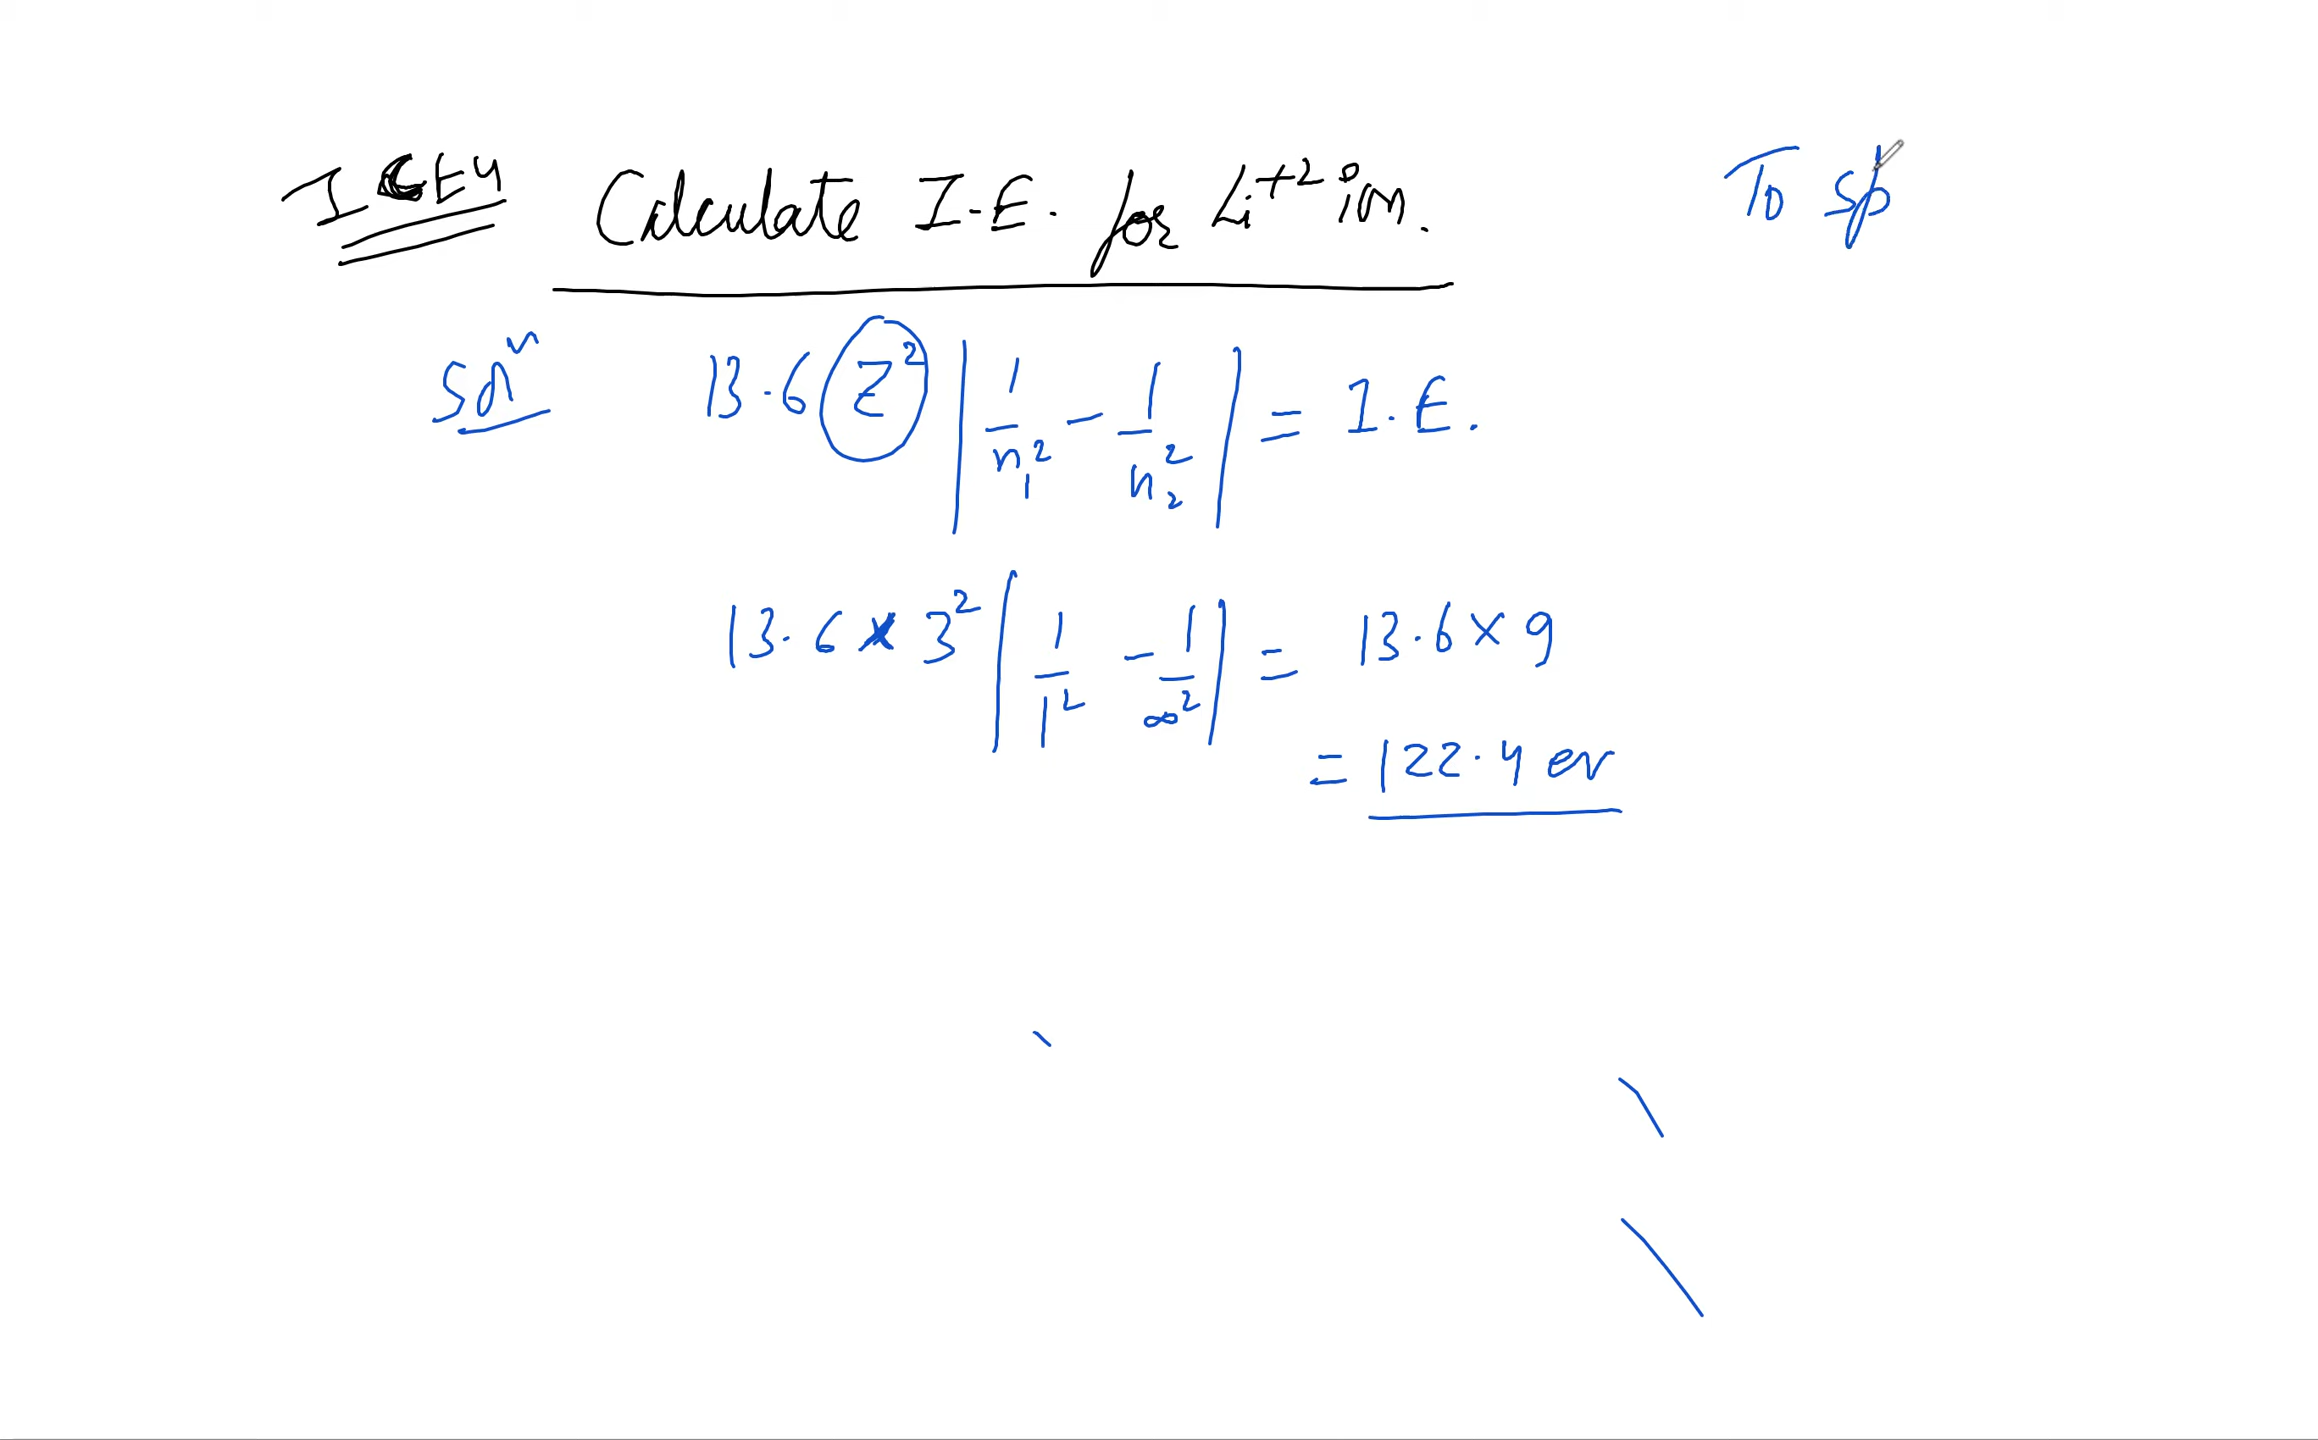 Calculate I.E. for Li⁺² ion.
To sp
Solⁿ 13.6 Z² | 1/n₁² - 1/n₂² | = I.E.
13.6 × 3² | 1/1² - 1/∞² | = 13.6 × 9
= 122.4 ev